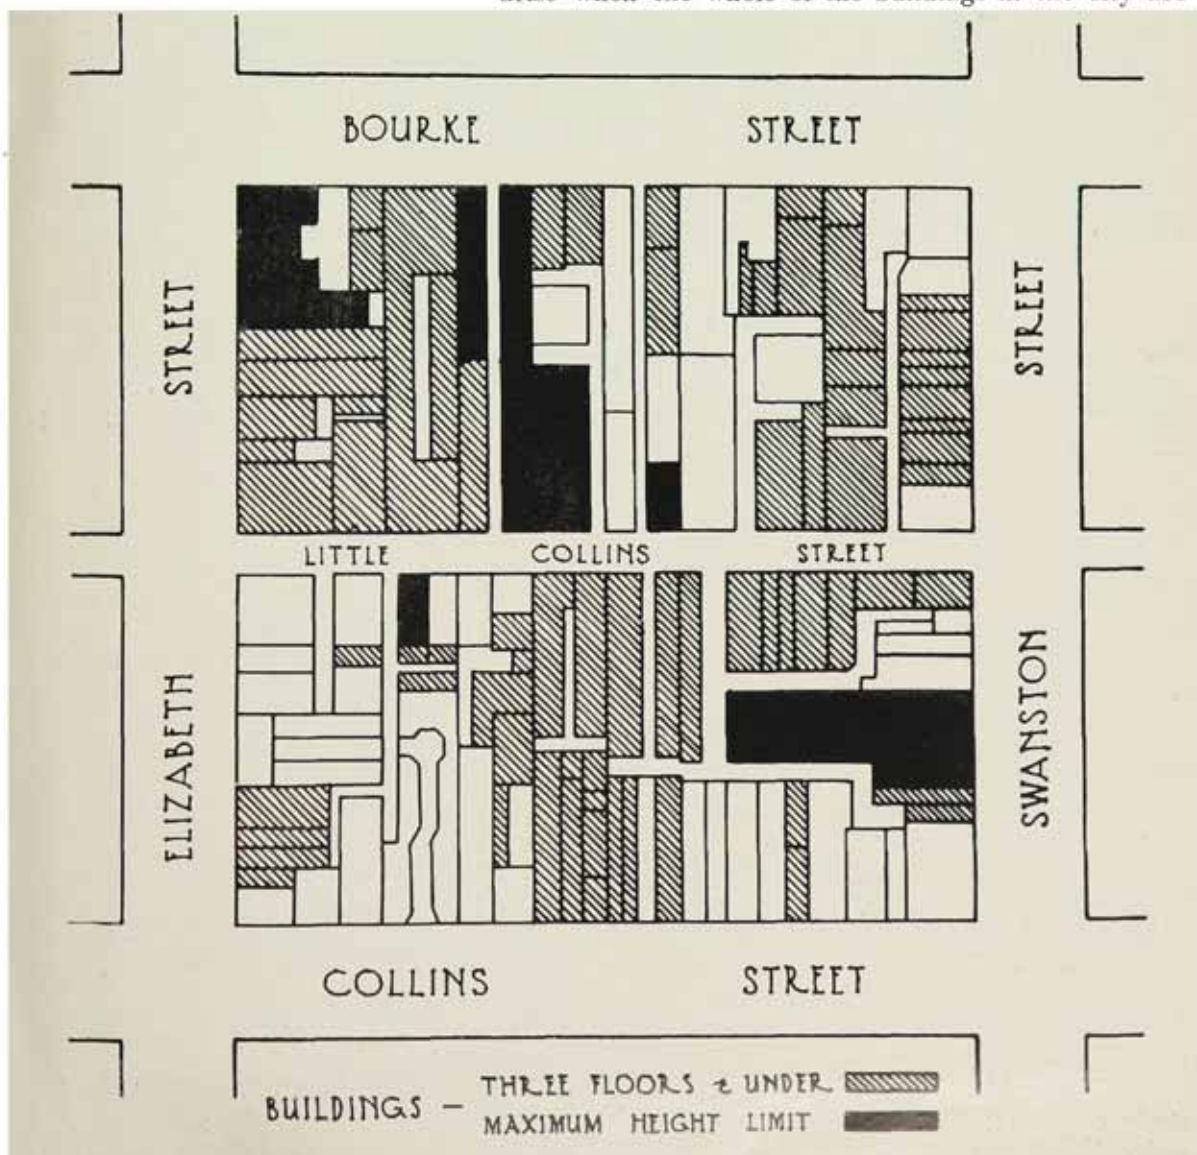 BOURKE STREET
STREET
STREET
LITTLE COLLINS STREET
ELIZABETH
SWANSTON
COLLINS STREET
BUILDINGS —
THREE FLOORS & UNDER
MAXIMUM HEIGHT LIMIT